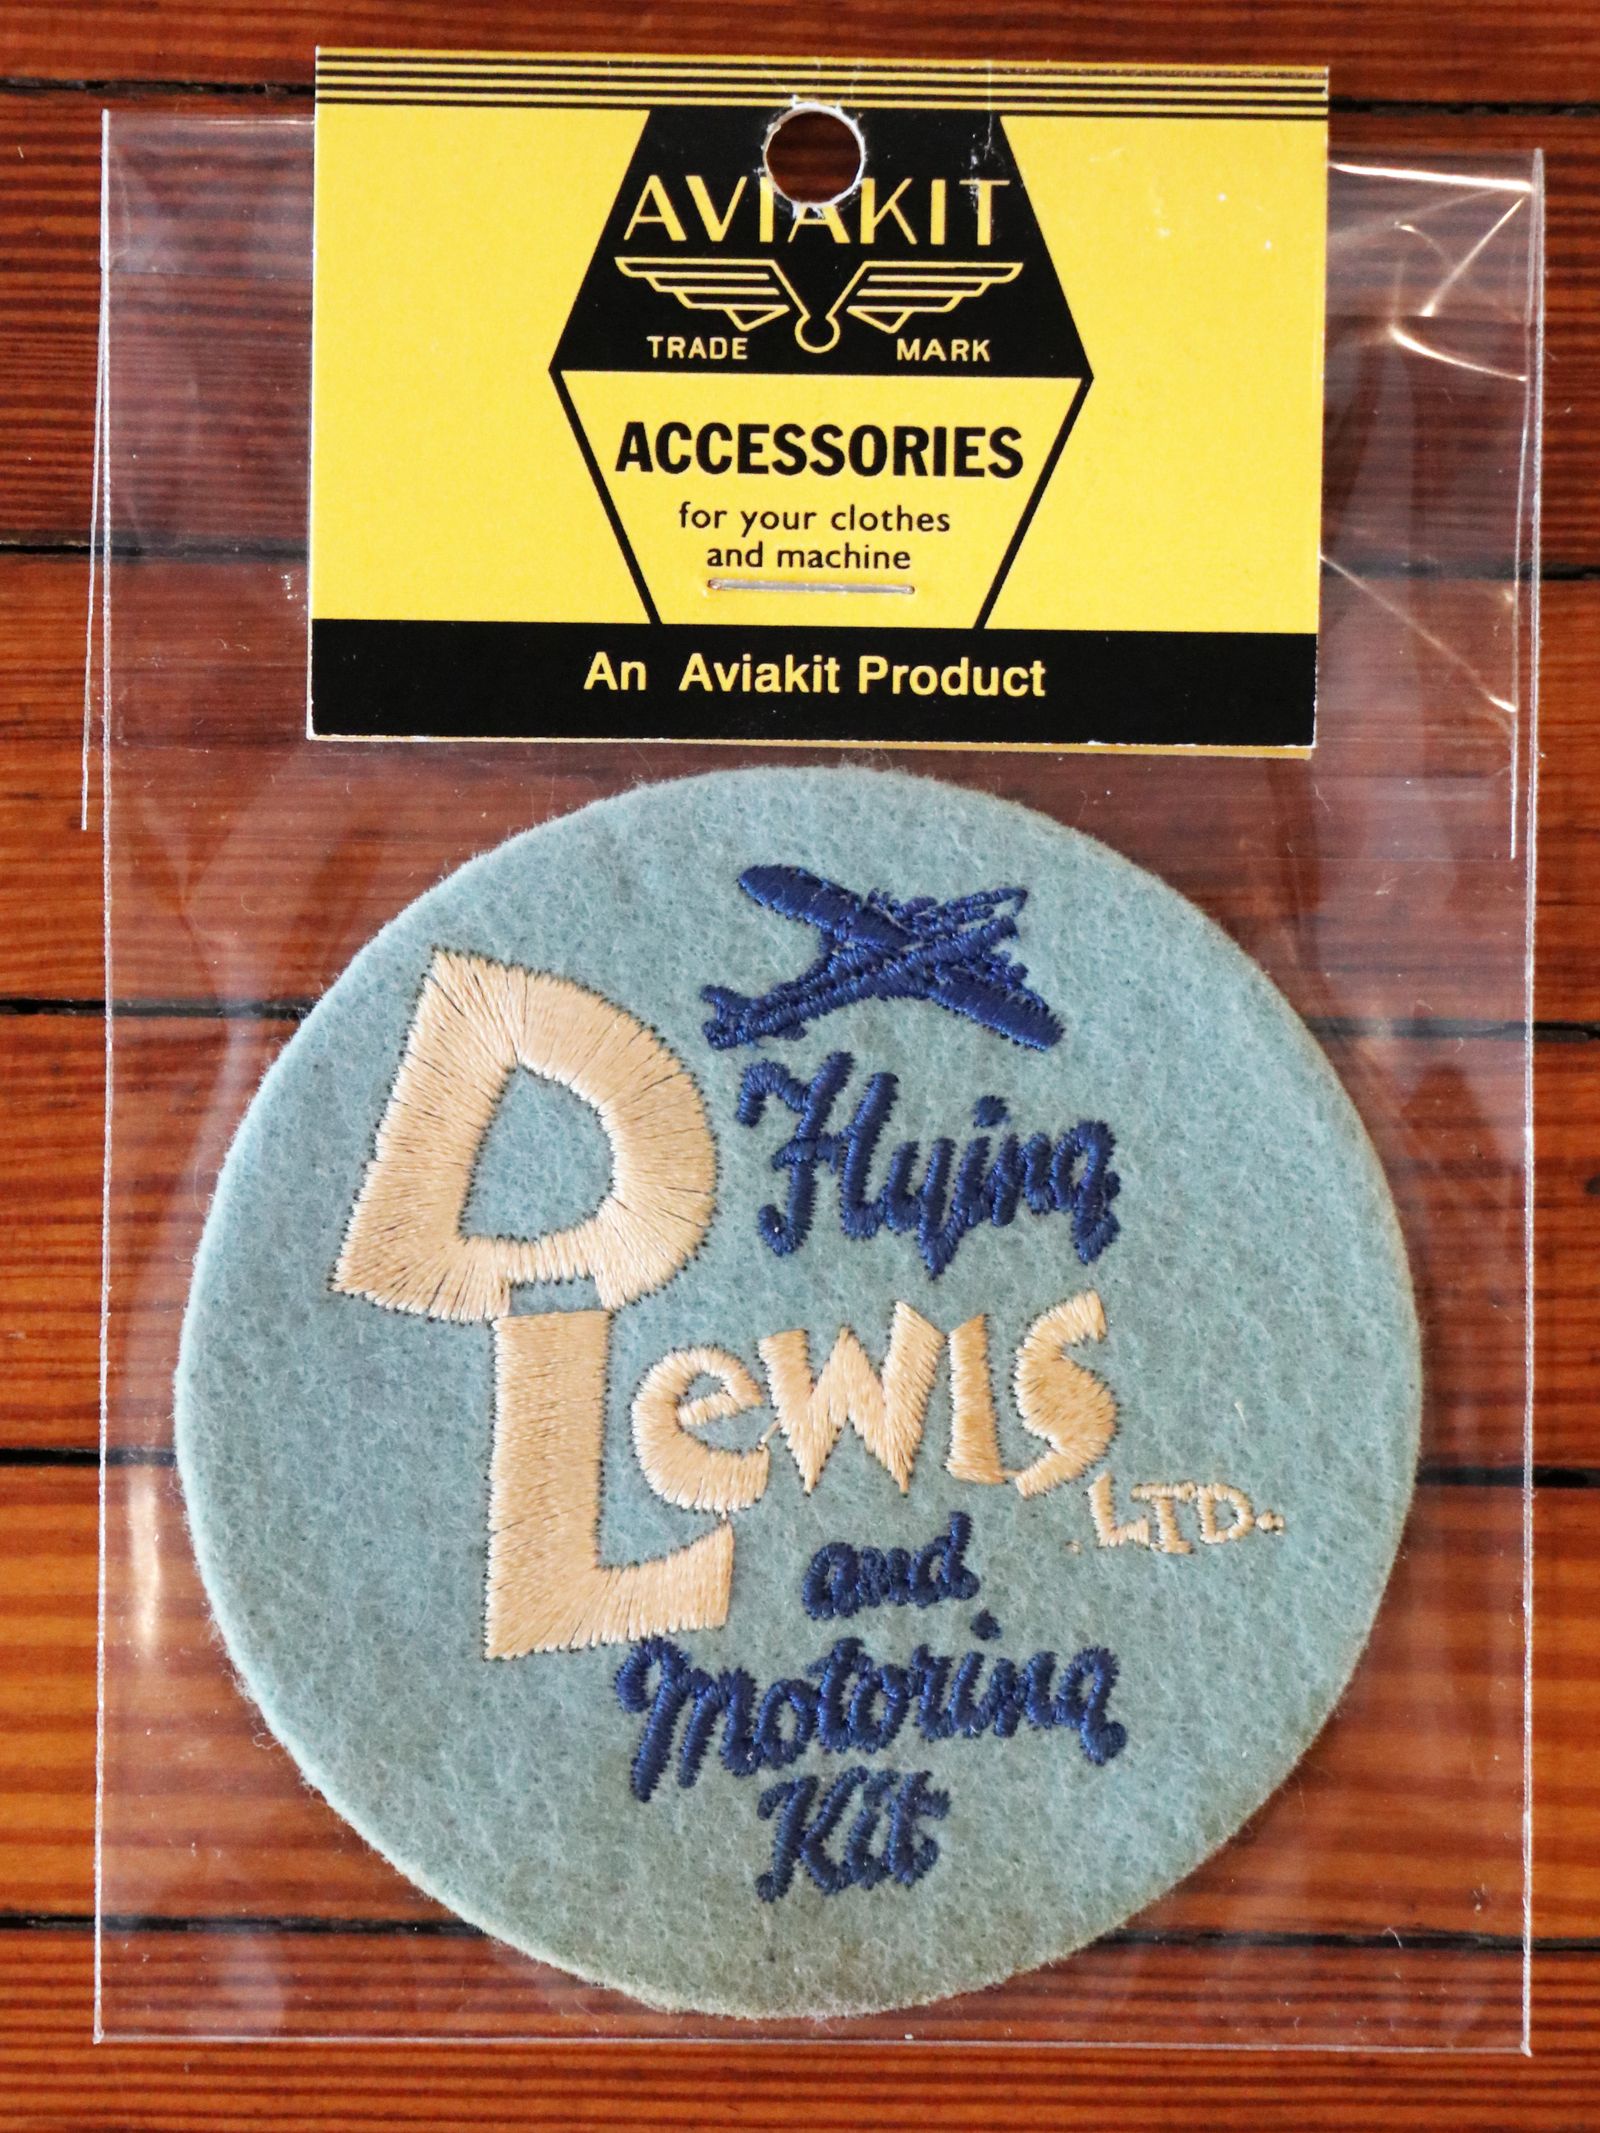 AVIAKIT
TRADE MARK
ACCESSORIES
for your clothes
and machine
An Aviakit Product
Flying
D Lewis LTD.
and
Motoring
Kit